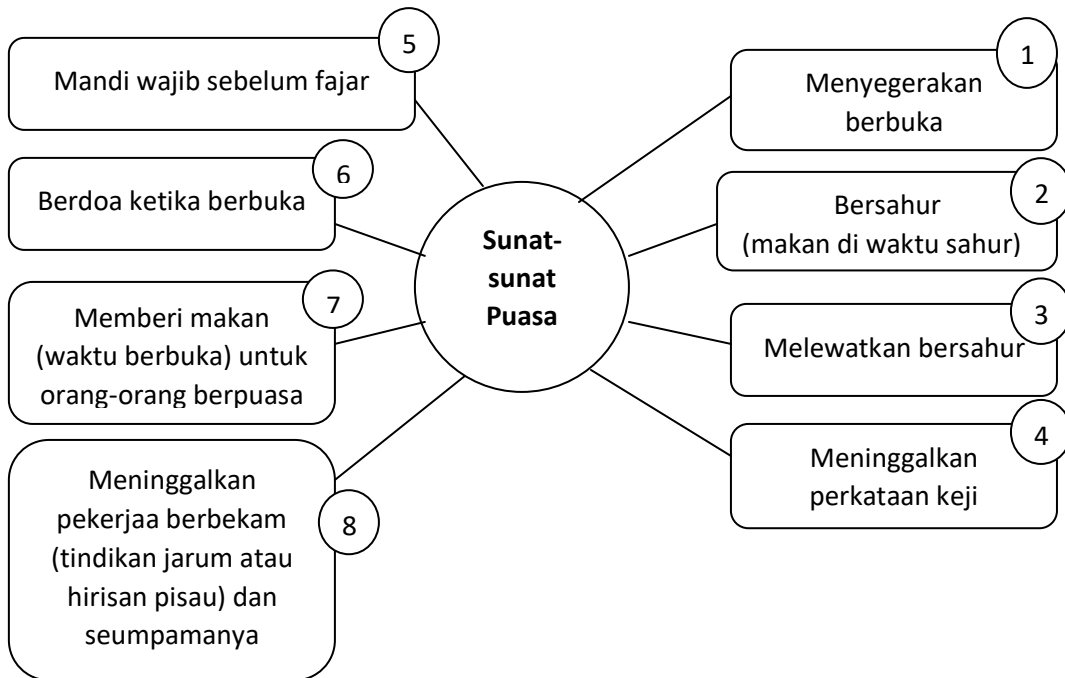 Sunat-
sunat
Puasa
1
Menyegerakan
berbuka
2
Bersahur
(makan di waktu sahur)
3
Melewatkan bersahur
4
Meninggalkan
perkataan keji
5
Mandi wajib sebelum fajar
6
Berdoa ketika berbuka
7
Memberi makan
(waktu berbuka) untuk
orang-orang berpuasa
8
Meninggalkan
pekerjaa berbekam
(tindikan jarum atau
hirisan pisau) dan
seumpamanya